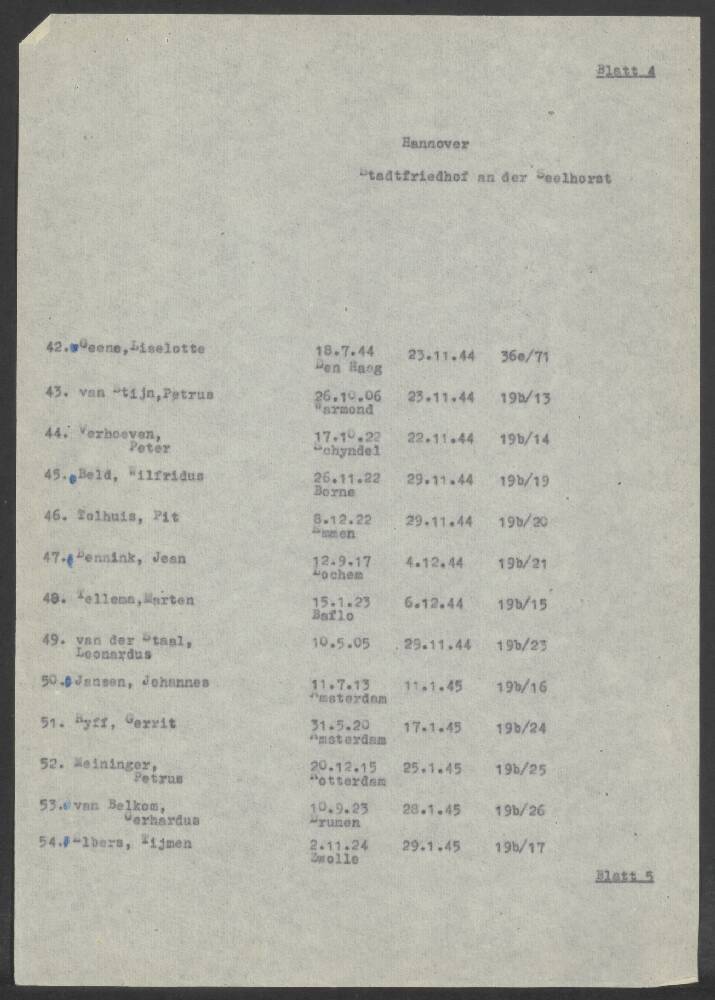 Blatt 4
Hannover
Stadtfriedhof an der Seelhorst
42. Geene,Liselotte 18.7.44 23.11.44 36e/71
Den Haag
43. van Stijn,Petrus 26.10.06 23.11.44 19b/13
Warmond
44. Verhoeven, 17.10.22 22.11.44 19b/14
Peter Schyndel
45. Beld, Wilfridus 26.11.22 29.11.44 19b/19
Borne
46. Tolhuis, Pit 8.12.22 29.11.44 19b/20
Emmen
47. Bennink, Jean 12.9.17 4.12.44 19b/21
Lochem
48. Tellema,Marten 15.1.23 6.12.44 19b/15
Baflo
49. van der Staal, 10.5.05 29.11.44 19b/23
Leonardus
50. Jansen, Johannes 11.7.13 11.1.45 19b/16
Amsterdam
51. Ryff, Gerrit 31.5.20 17.1.45 19b/24
Amsterdam
52. Meininger, 20.12.15 25.1.45 19b/25
Petrus Rotterdam
53. van Belkom, 10.9.23 28.1.45 19b/26
Gerhardus Drunen
54. Elbers, Tijmen 2.11.24 29.1.45 19b/17
Zwolle
Blatt 5